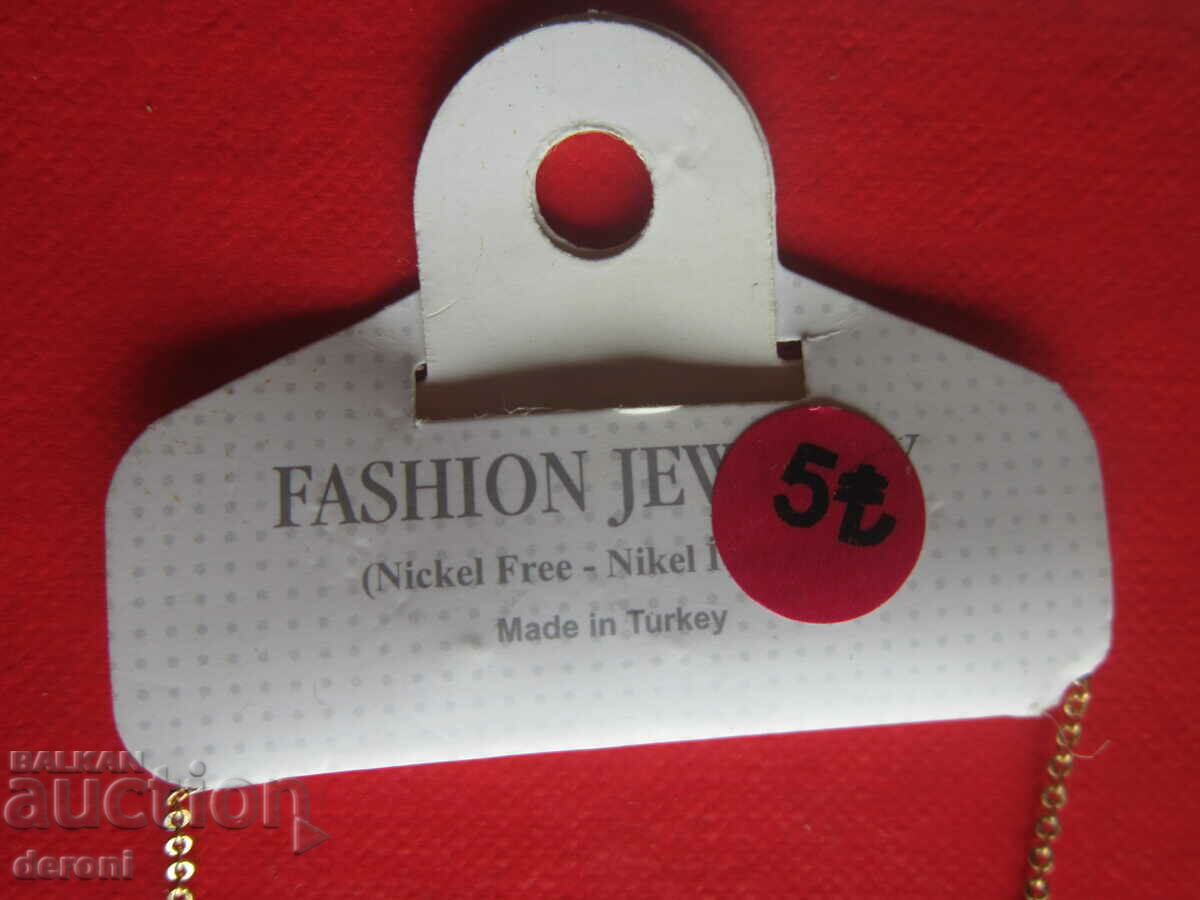 FASHION JEW Y
5₺
(Nickel Free - Nikel İ
Made in Turkey
BALKAN
auction
deroni